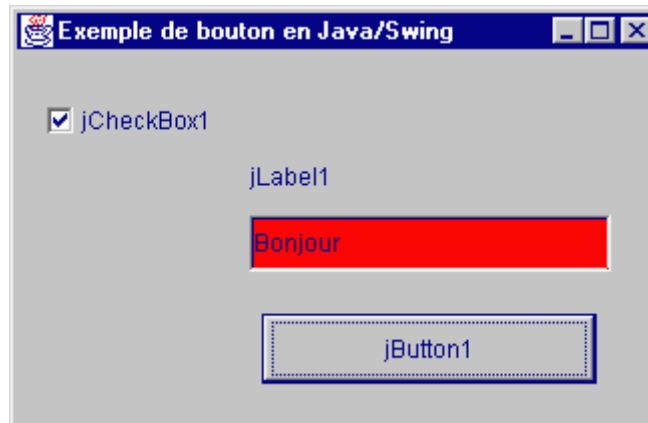 Exemple de bouton en Java/Swing
jCheckBox1
jLabel1
Bonjour
jButton1